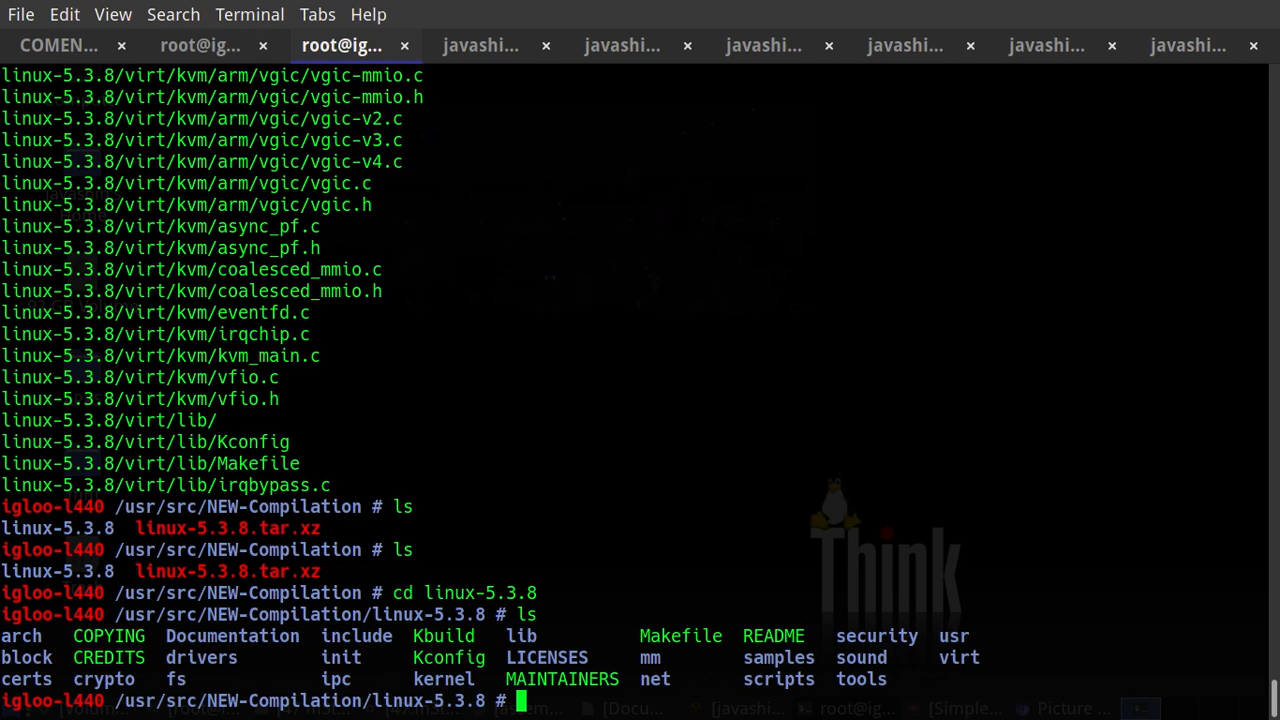 File Edit View Search Terminal Tabs Help
COMEN... × root@ig... × root@ig... × javashi... × javashi... × javashi... × javashi... × javashi... × javashi... ×
linux-5.3.8/virt/kvm/arm/vgic/vgic-mmio.c
linux-5.3.8/virt/kvm/arm/vgic/vgic-mmio.h
linux-5.3.8/virt/kvm/arm/vgic/vgic-v2.c
linux-5.3.8/virt/kvm/arm/vgic/vgic-v3.c
linux-5.3.8/virt/kvm/arm/vgic/vgic-v4.c
linux-5.3.8/virt/kvm/arm/vgic/vgic.c
linux-5.3.8/virt/kvm/arm/vgic/vgic.h
linux-5.3.8/virt/kvm/async_pf.c
linux-5.3.8/virt/kvm/async_pf.h
linux-5.3.8/virt/kvm/coalesced_mmio.c
linux-5.3.8/virt/kvm/coalesced_mmio.h
linux-5.3.8/virt/kvm/eventfd.c
linux-5.3.8/virt/kvm/irqchip.c
linux-5.3.8/virt/kvm/kvm_main.c
linux-5.3.8/virt/kvm/vfio.c
linux-5.3.8/virt/kvm/vfio.h
linux-5.3.8/virt/lib/
linux-5.3.8/virt/lib/Kconfig
linux-5.3.8/virt/lib/Makefile
linux-5.3.8/virt/lib/irqbypass.c
igloo-l440 /usr/src/NEW-Compilation # ls
linux-5.3.8 linux-5.3.8.tar.xz
igloo-l440 /usr/src/NEW-Compilation # ls
linux-5.3.8 linux-5.3.8.tar.xz
igloo-l440 /usr/src/NEW-Compilation # cd linux-5.3.8
igloo-l440 /usr/src/NEW-Compilation/linux-5.3.8 # ls
arch COPYING Documentation include Kbuild lib Makefile README security usr
block CREDITS drivers init Kconfig LICENSES mm samples sound virt
certs crypto fs ipc kernel MAINTAINERS net scripts tools
igloo-l440 /usr/src/NEW-Compilation/linux-5.3.8 #
Think